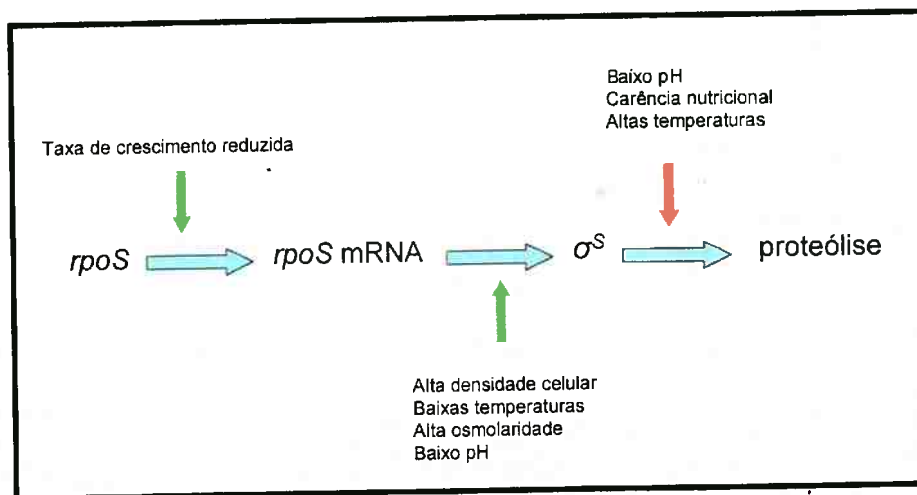 Baixo pH
Carência nutricional
Altas temperaturas
Taxa de crescimento reduzida
rpoS
rpoS mRNA
σS
proteólise
Alta densidade celular
Baixas temperaturas
Alta osmolaridade
Baixo pH